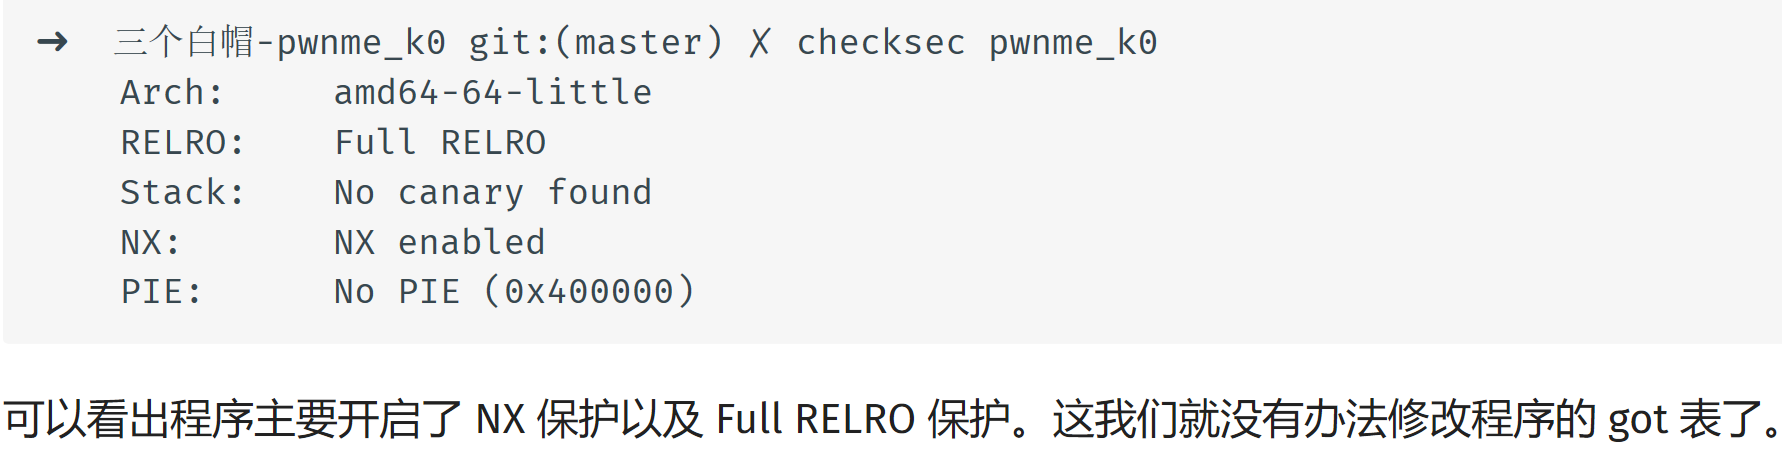 → 三个白帽-pwnme_k0 git:(master) ✗ checksec pwnme_k0
Arch: amd64-64-little
RELRO: Full RELRO
Stack: No canary found
NX: NX enabled
PIE: No PIE (0x400000)
可以看出程序主要开启了 NX 保护以及 Full RELRO 保护。这我们就没有办法修改程序的 got 表了。